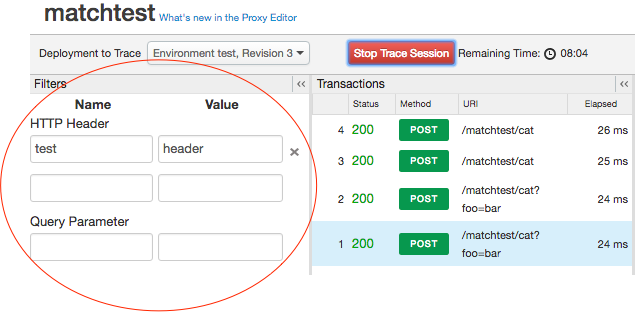 matchtest What's new in the Proxy Editor
Deployment to Trace Environment test, Revision 3 Stop Trace Session Remaining Time: 08:04
Filters
Name Value
HTTP Header
test header
Query Parameter
Transactions
Status Method URI Elapsed
4 200 POST /matchtest/cat 26 ms
3 200 POST /matchtest/cat 25 ms
2 200 POST /matchtest/cat? 24 ms
foo=bar
1 200 POST /matchtest/cat? 24 ms
foo=bar